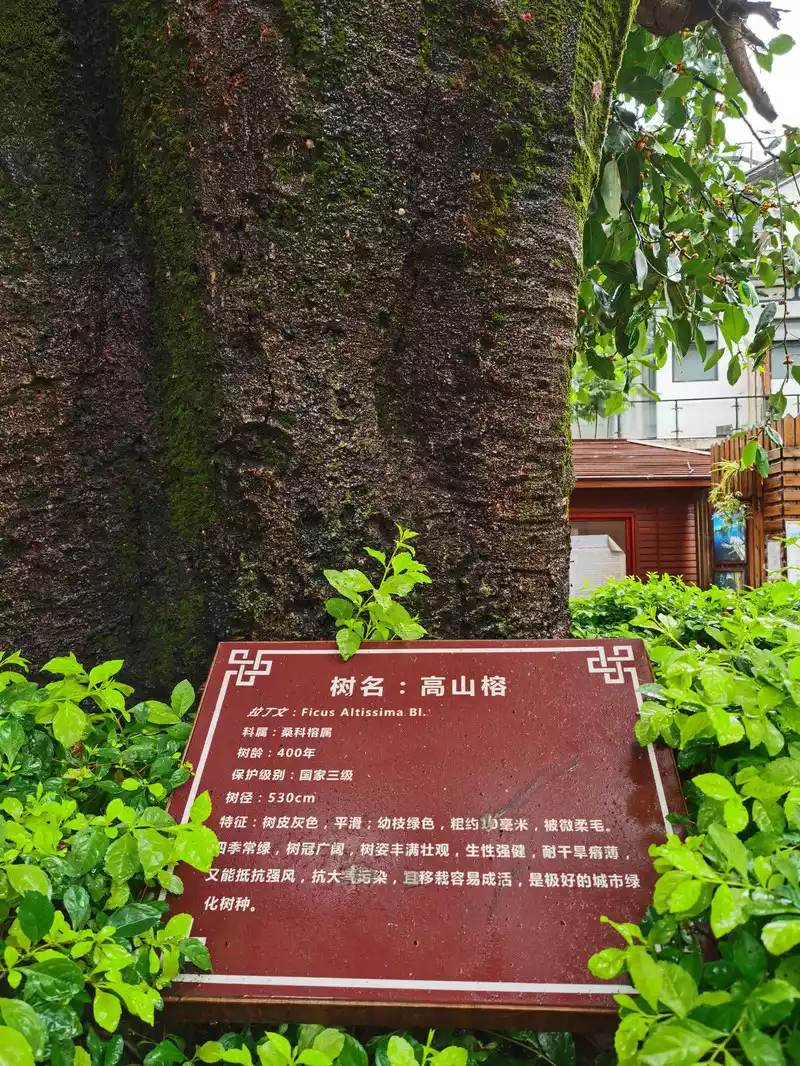 树名：高山榕
拉丁文：Ficus Altissima Bl.
科属：桑科榕属
树龄：400年
保护级别：国家三级
树径：530cm
特征：树皮灰色，平滑；幼枝绿色，粗约10毫米，被微柔毛。
四季常绿，树冠广阔，树姿丰满壮观，生性强健，耐干旱瘠薄，
又能抵抗强风，抗大气污染，且移栽容易成活，是极好的城市绿
化树种。